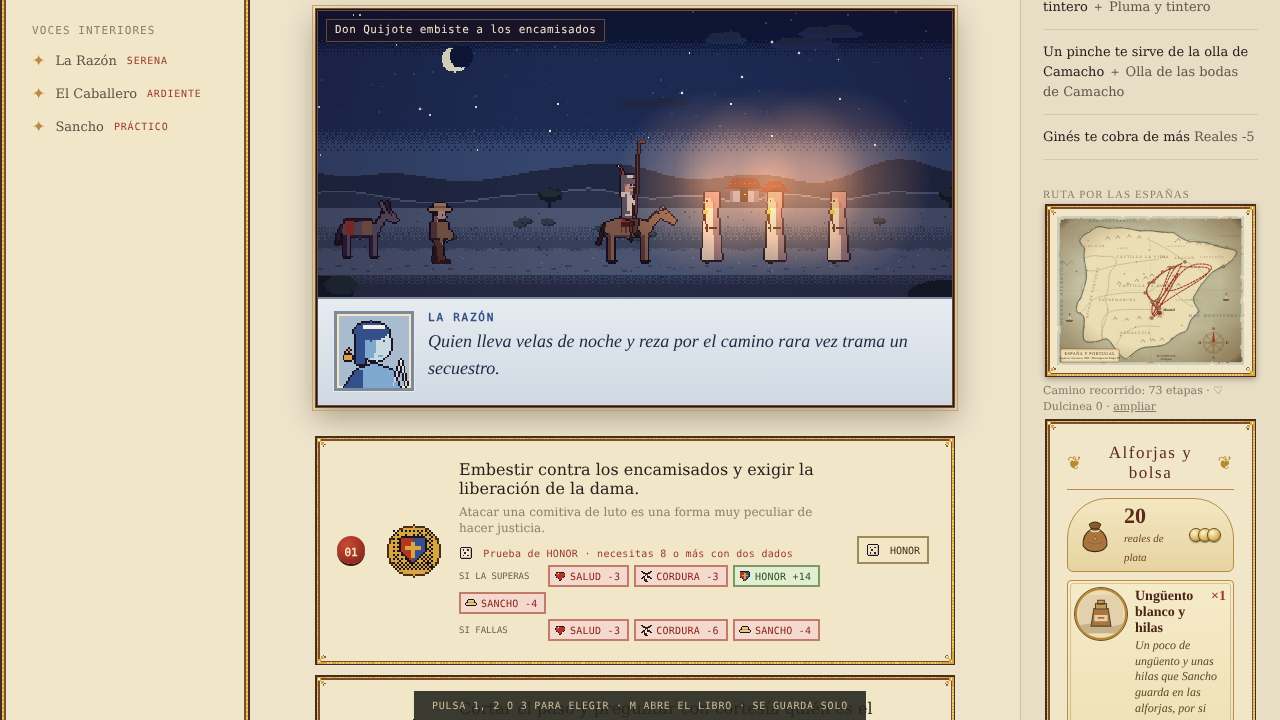 VOCES INTERIORES
La Razón SERENA
El Caballero ARDIENTE
Sancho PRÁCTICO
Don Quijote embiste a los encamisados
LA RAZÓN
Quien lleva velas de noche y reza por el camino rara vez trama un
secuestro.
01
Embestir contra los encamisados y exigir la
liberación de la dama.
Atacar una comitiva de luto es una forma muy peculiar de
hacer justicia.
Prueba de HONOR · necesitas 8 o más con dos dados
SI LA SUPERAS SALUD -3 CORDURA -3 HONOR +14
SANCHO -4
SI FALLAS SALUD -3 CORDURA -6 SANCHO -4
HONOR
PULSA 1, 2 O 3 PARA ELEGIR · M ABRE EL LIBRO · SE GUARDA SOLO
tintero + Pluma y tintero
Un pinche te sirve de la olla de
Camacho + Olla de las bodas
de Camacho
Ginés te cobra de más Reales -5
RUTA POR LAS ESPAÑAS
ESPAÑA Y PORTUGAL
Camino recorrido: 73 etapas · ♡
Dulcinea 0 · ampliar
Alforjas y
bolsa
20
reales de
plata
Ungüento ×1
blanco y
hilas
Un poco de
ungüento y unas
hilas que Sancho
guarda en las
alforjas, por si